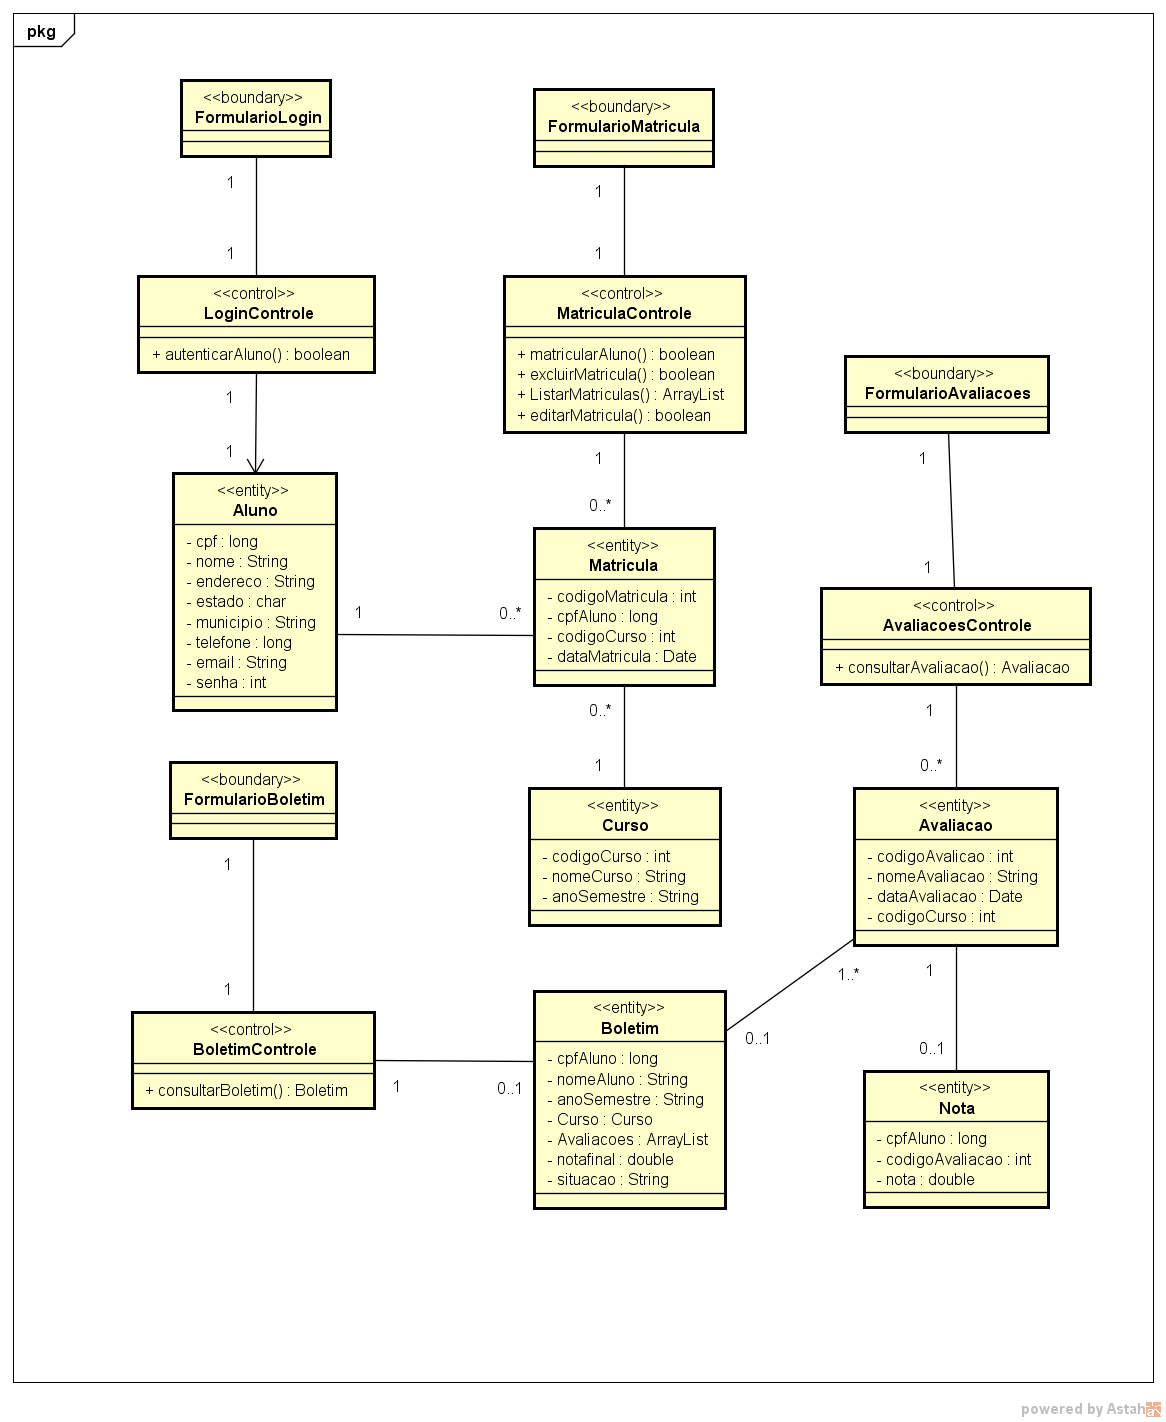 pkg
<<boundary>>
FormularioLogin
1
1
<<control>>
LoginControle
+ autenticarAluno() : boolean
1
1
<<entity>>
Aluno
- cpf : long
- nome : String
- endereco : String
- estado : char
- municipio : String
- telefone : long
- email : String
- senha : int
1
0..*
<<boundary>>
FormularioMatricula
1
1
<<control>>
MatriculaControle
+ matricularAluno() : boolean
+ excluirMatricula() : boolean
+ ListarMatriculas() : ArrayList
+ editarMatricula() : boolean
1
0..*
<<entity>>
Matricula
- codigoMatricula : int
- cpfAluno : long
- codigoCurso : int
- dataMatricula : Date
0..*
1
<<entity>>
Curso
- codigoCurso : int
- nomeCurso : String
- anoSemestre : String
<<boundary>>
FormularioAvaliacoes
1
1
<<control>>
AvaliacoesControle
+ consultarAvaliacao() : Avaliacao
1
0..*
<<entity>>
Avaliacao
- codigoAvalicao : int
- nomeAvaliacao : String
- dataAvaliacao : Date
- codigoCurso : int
1..*
1
0..1
0..1
<<boundary>>
FormularioBoletim
1
1
<<control>>
BoletimControle
+ consultarBoletim() : Boletim
1
0..1
<<entity>>
Boletim
- cpfAluno : long
- nomeAluno : String
- anoSemestre : String
- Curso : Curso
- Avaliacoes : ArrayList
- notafinal : double
- situacao : String
<<entity>>
Nota
- cpfAluno : long
- codigoAvaliacao : int
- nota : double
powered by Astah